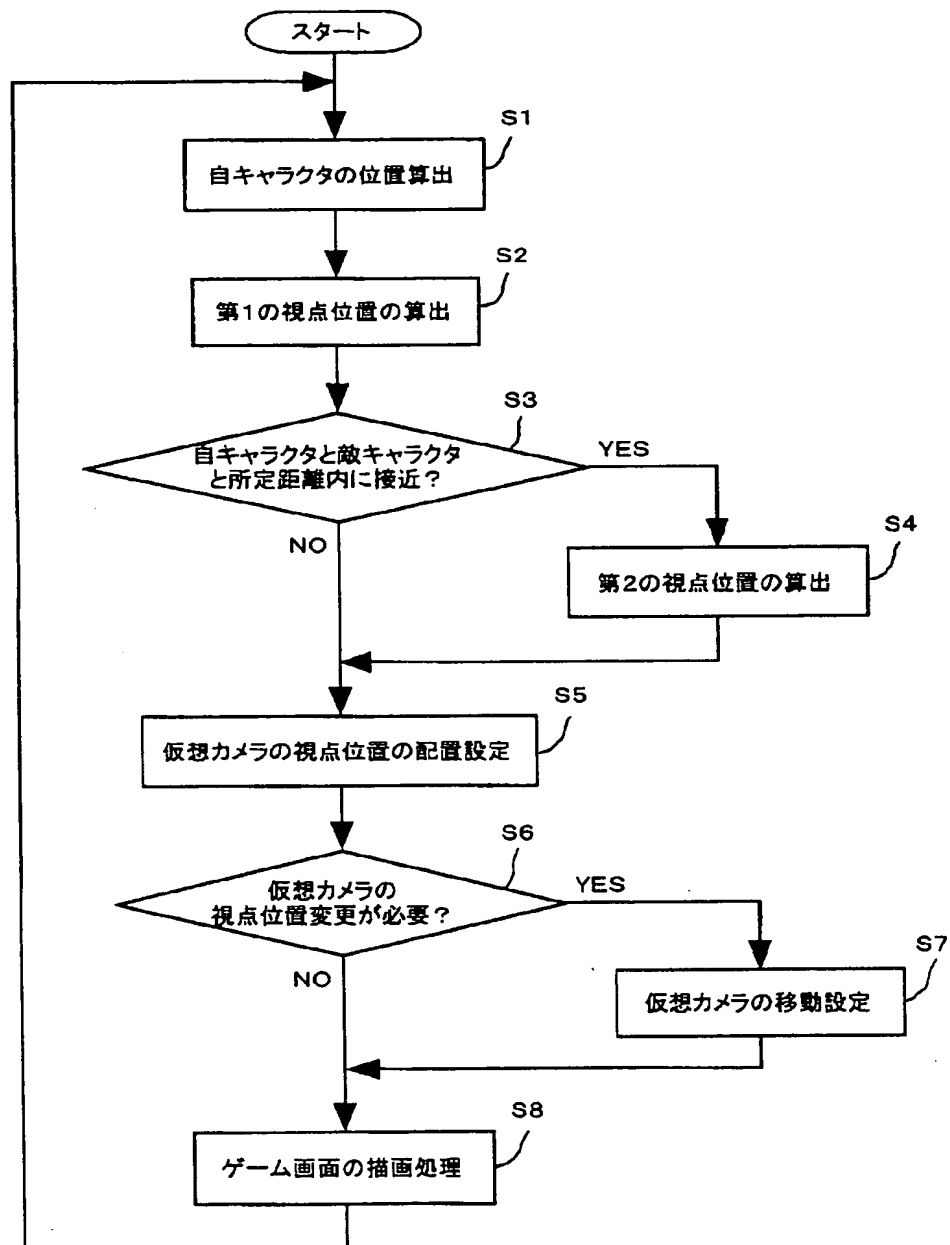 スタート
S1
自キャラクタの位置算出
S2
第1の視点位置の算出
S3
自キャラクタと敵キャラクタ
と所定距離内に接近？
YES
NO
S4
第2の視点位置の算出
S5
仮想カメラの視点位置の配置設定
S6
仮想カメラの
視点位置変更が必要？
YES
NO
S7
仮想カメラの移動設定
S8
ゲーム画面の描画処理